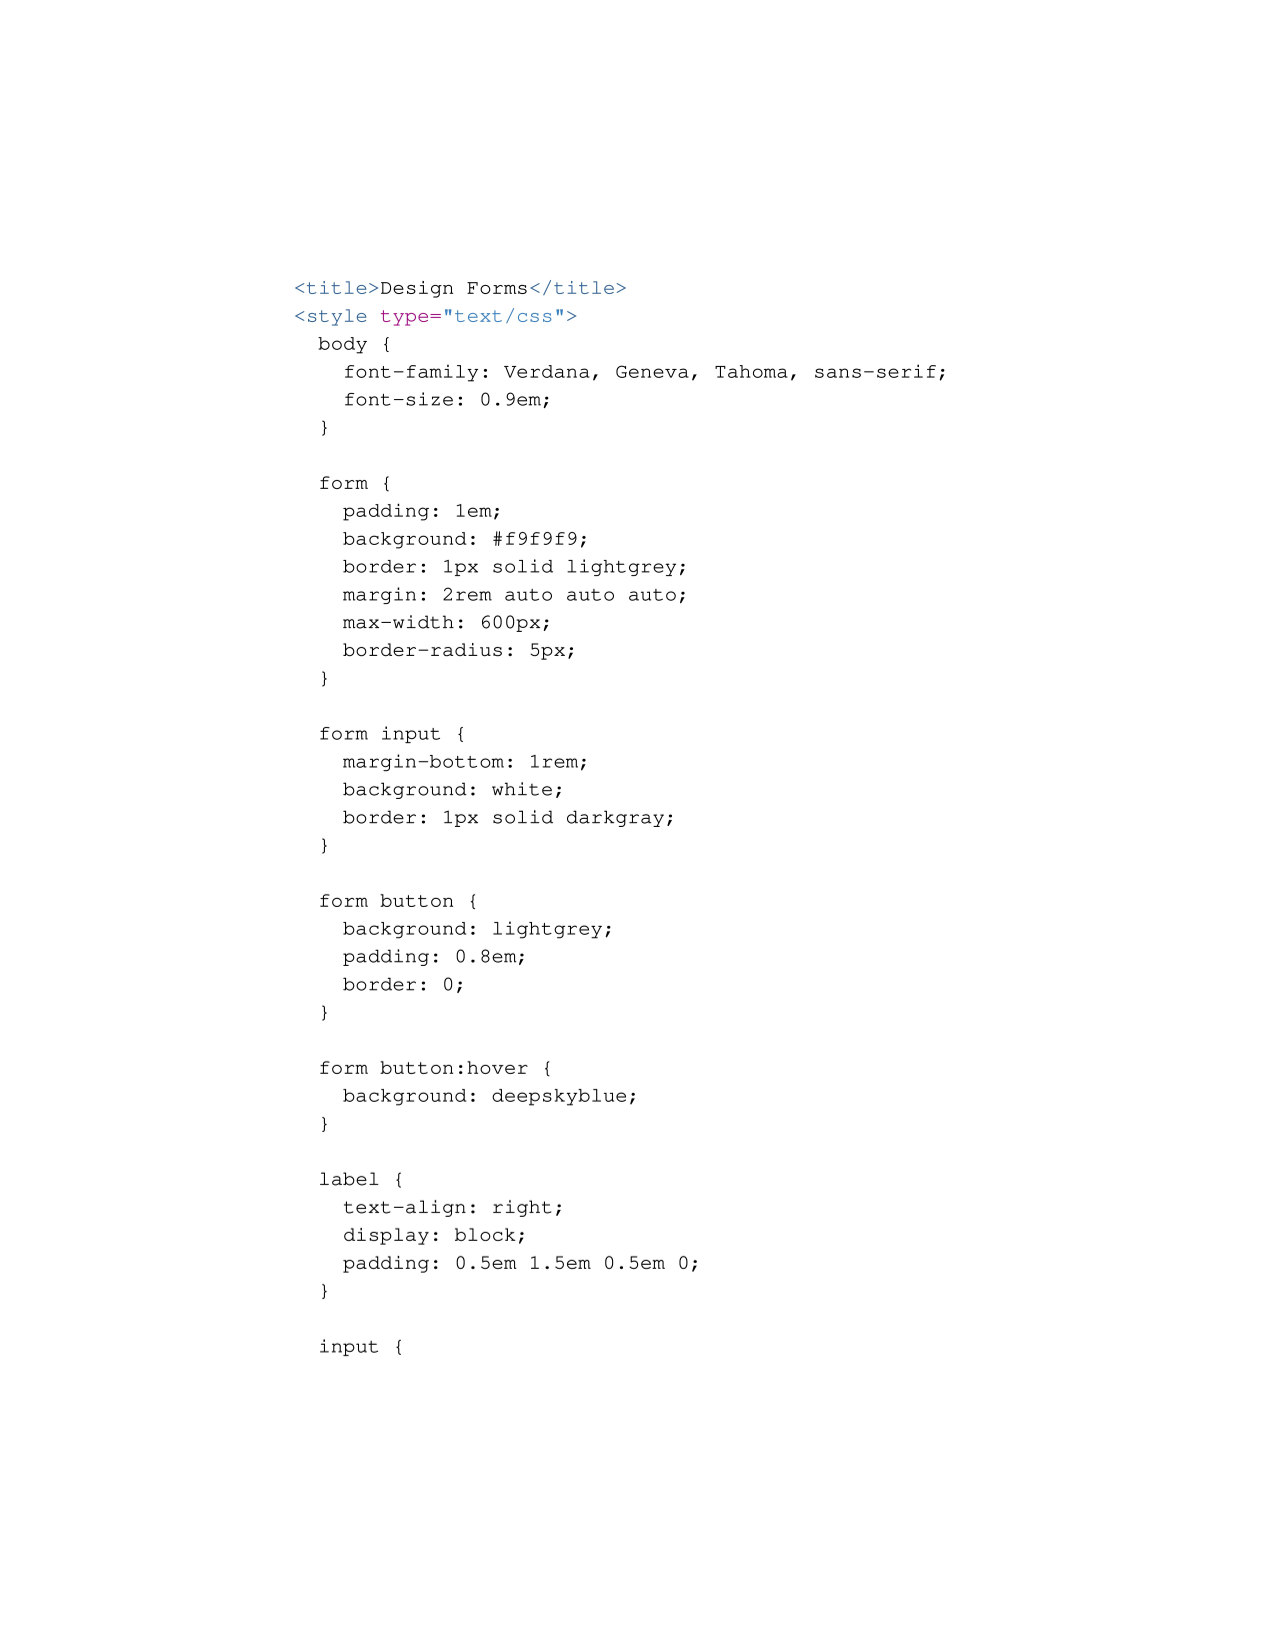 <title>Design Forms</title>
<style type="text/css">
  body {
    font-family: Verdana, Geneva, Tahoma, sans-serif;
    font-size: 0.9em;
  }

  form {
    padding: 1em;
    background: #f9f9f9;
    border: 1px solid lightgrey;
    margin: 2rem auto auto auto;
    max-width: 600px;
    border-radius: 5px;
  }

  form input {
    margin-bottom: 1rem;
    background: white;
    border: 1px solid darkgray;
  }

  form button {
    background: lightgrey;
    padding: 0.8em;
    border: 0;
  }

  form button:hover {
    background: deepskyblue;
  }

  label {
    text-align: right;
    display: block;
    padding: 0.5em 1.5em 0.5em 0;
  }

  input {